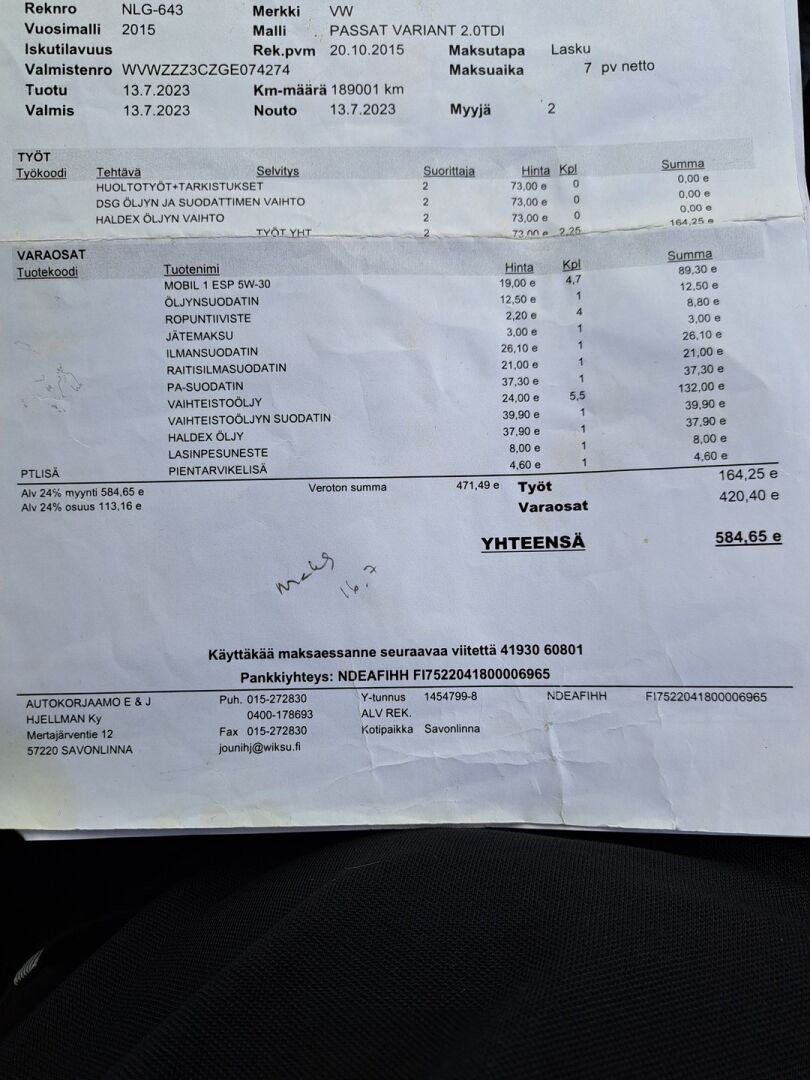 Reknro NLG-643 Merkki VW
Vuosimalli 2015 Malli PASSAT VARIANT 2.0TDI
Iskutilavuus Rek.pvm 20.10.2015 Maksutapa Lasku
Valmistenro WVWZZZ3CZGE074274 Maksuaika 7 pv netto
Tuotu 13.7.2023 Km-määrä 189001 km
Valmis 13.7.2023 Nouto 13.7.2023 Myyjä 2
TYÖT
Työkoodi Tehtävä Selvitys Suorittaja Hinta Kpl Summa
HUOLTOTYÖT+TARKISTUKSET 2 73,00 e 0 0,00 e
DSG ÖLJYN JA SUODATTIMEN VAIHTO 2 73,00 e 0 0,00 e
HALDEX ÖLJYN VAIHTO 2 73,00 e 0 0,00 e
TYÖT YHT 2 73,00 e 2,25 164,25 e
VARAOSAT
Tuotekoodi Tuotenimi Hinta Kpl Summa
MOBIL 1 ESP 5W-30 19,00 e 4,7 89,30 e
ÖLJYNSUODATIN 12,50 e 1 12,50 e
ROPUNTIIVISTE 2,20 e 4 8,80 e
JÄTEMAKSU 3,00 e 1 3,00 e
ILMANSUODATIN 26,10 e 1 26,10 e
RAITISILMASUODATIN 21,00 e 1 21,00 e
PA-SUODATIN 37,30 e 1 37,30 e
VAIHTEISTOÖLJY 24,00 e 5,5 132,00 e
VAIHTEISTOÖLJYN SUODATIN 39,90 e 1 39,90 e
HALDEX ÖLJY 37,90 e 1 37,90 e
LASINPESUNESTE 8,00 e 1 8,00 e
PTLISÄ PIENTARVIKELISÄ 4,60 e 1 4,60 e
Alv 24% myynti 584,65 e Veroton summa 471,49 e Työt 164,25 e
Alv 24% osuus 113,16 e Varaosat 420,40 e
YHTEENSÄ 584,65 e
16.7
Käyttäkää maksaessanne seuraavaa viitettä 41930 60801
Pankkiyhteys: NDEAFIHH FI7522041800006965
AUTOKORJAAMO E & J Puh. 015-272830 Y-tunnus 1454799-8 NDEAFIHH FI7522041800006965
HJELLMAN Ky 0400-178693 ALV REK.
Mertajärventie 12 Fax 015-272830 Kotipaikka Savonlinna
57220 SAVONLINNA jounihj@wiksu.fi